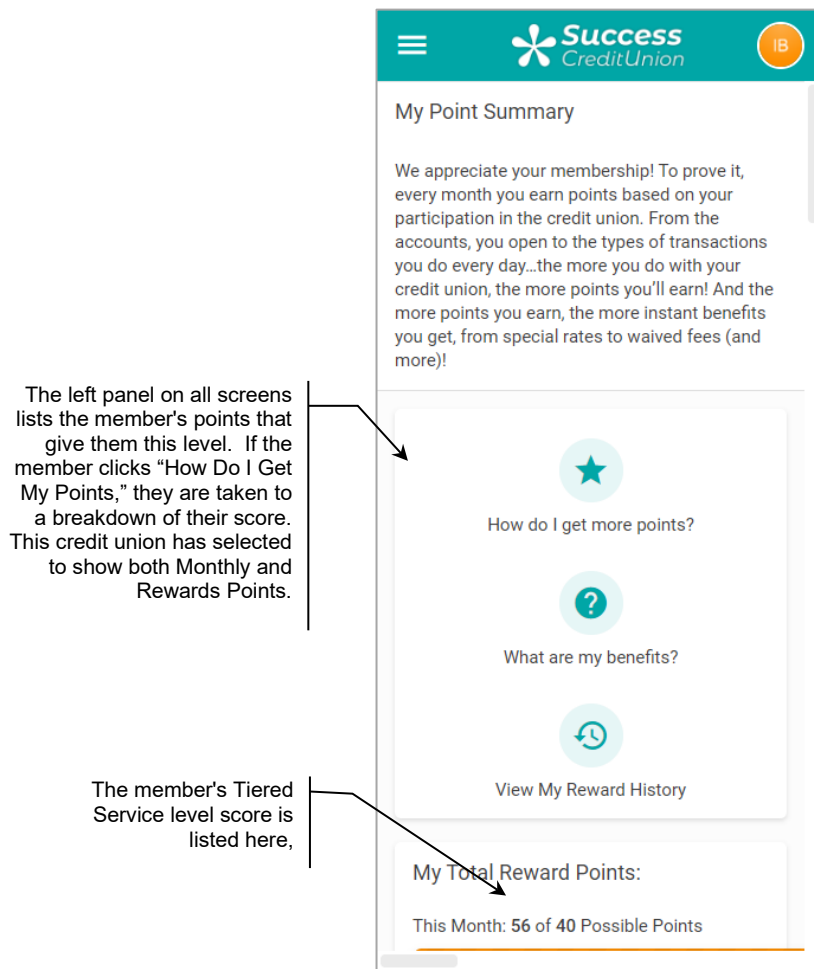 Success
CreditUnion
IB
My Point Summary
We appreciate your membership! To prove it,
every month you earn points based on your
participation in the credit union. From the
accounts, you open to the types of transactions
you do every day…the more you do with your
credit union, the more points you’ll earn! And the
more points you earn, the more instant benefits
you get, from special rates to waived fees (and
more)!
The left panel on all screens
lists the member's points that
give them this level.  If the
member clicks “How Do I Get
My Points,” they are taken to
a breakdown of their score.
This credit union has selected
to show both Monthly and
Rewards Points.
How do I get more points?
What are my benefits?
View My Reward History
The member's Tiered
Service level score is
listed here,
My Total Reward Points:
This Month: 56 of 40 Possible Points